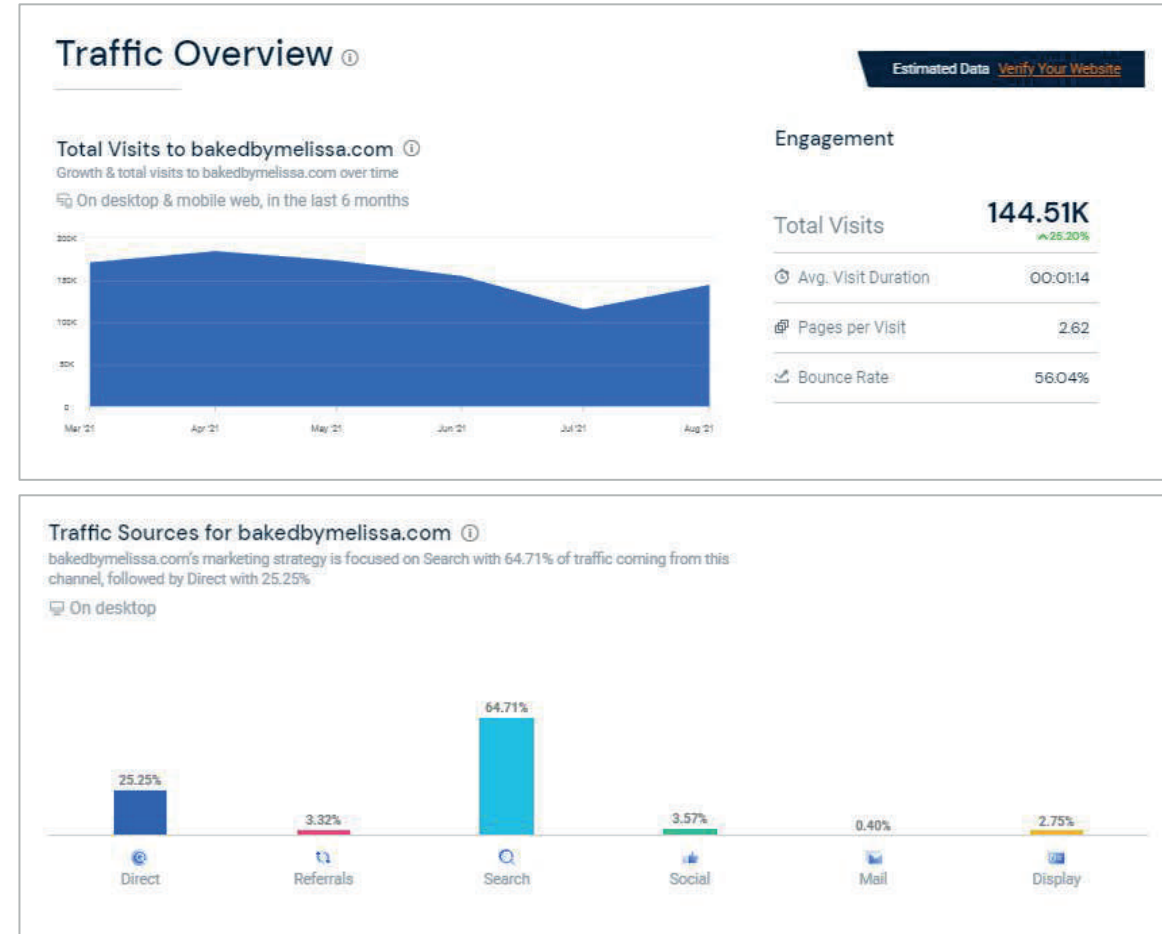 Traffic Overview
Estimated Data Verify Your Website
Total Visits to bakedbymelissa.com
Growth & total visits to bakedbymelissa.com over time
On desktop & mobile web, in the last 6 months
200K
150K
100K
50K
0
Mar '21 Apr '21 May '21 Jun '21 Jul '21 Aug '21
Engagement
Total Visits 144.51K
25.20%
Avg. Visit Duration 00:01:14
Pages per Visit 2.62
Bounce Rate 56.04%
Traffic Sources for bakedbymelissa.com
bakedbymelissa.com's marketing strategy is focused on Search with 64.71% of traffic coming from this
channel, followed by Direct with 25.25%
On desktop
25.25% 3.32% 64.71% 3.57% 0.40% 2.75%
Direct Referrals Search Social Mail Display